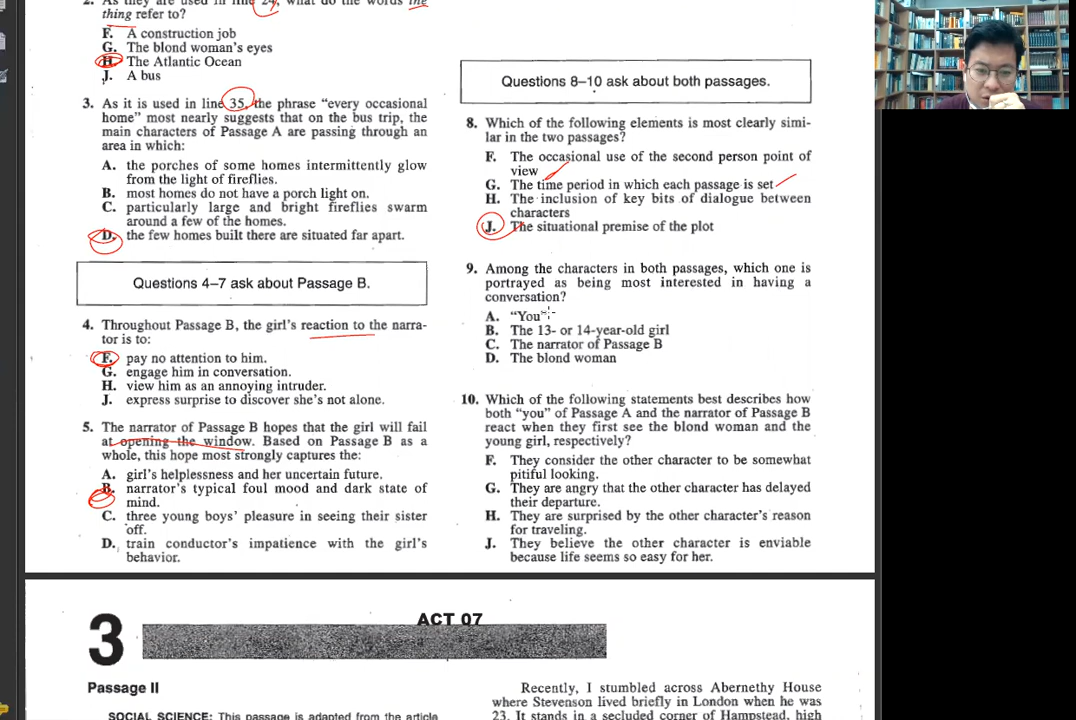 2. As they are used in line 24, what do the words the
thing refer to?
F. A construction job
G. The blond woman's eyes
H. The Atlantic Ocean
J. A bus
3. As it is used in line 35, the phrase "every occasional
home" most nearly suggests that on the bus trip, the
main characters of Passage A are passing through an
area in which:
A. the porches of some homes intermittently glow
from the light of fireflies.
B. most homes do not have a porch light on.
C. particularly large and bright fireflies swarm
around a few of the homes.
D. the few homes built there are situated far apart.
Questions 4–7 ask about Passage B.
4. Throughout Passage B, the girl's reaction to the narra-
tor is to:
F. pay no attention to him.
G. engage him in conversation.
H. view him as an annoying intruder.
J. express surprise to discover she's not alone.
5. The narrator of Passage B hopes that the girl will fail
at opening the window. Based on Passage B as a
whole, this hope most strongly captures the:
A. girl's helplessness and her uncertain future.
B. narrator's typical foul mood and dark state of
mind.
C. three young boys' pleasure in seeing their sister
off.
D. train conductor's impatience with the girl's
behavior.
Questions 8–10 ask about both passages.
8. Which of the following elements is most clearly simi-
lar in the two passages?
F. The occasional use of the second person point of
view
G. The time period in which each passage is set
H. The inclusion of key bits of dialogue between
characters
J. The situational premise of the plot
9. Among the characters in both passages, which one is
portrayed as being most interested in having a
conversation?
A. "You"
B. The 13- or 14-year-old girl
C. The narrator of Passage B
D. The blond woman
10. Which of the following statements best describes how
both "you" of Passage A and the narrator of Passage B
react when they first see the blond woman and the
young girl, respectively?
F. They consider the other character to be somewhat
pitiful looking.
G. They are angry that the other character has delayed
their departure.
H. They are surprised by the other character's reason
for traveling.
J. They believe the other character is enviable
because life seems so easy for her.
3
ACT 07
Passage II
SOCIAL SCIENCE: This passage is adapted from the article
Recently, I stumbled across Abernethy House
where Stevenson lived briefly in London when he was
23. It stands in a secluded corner of Hampstead, high